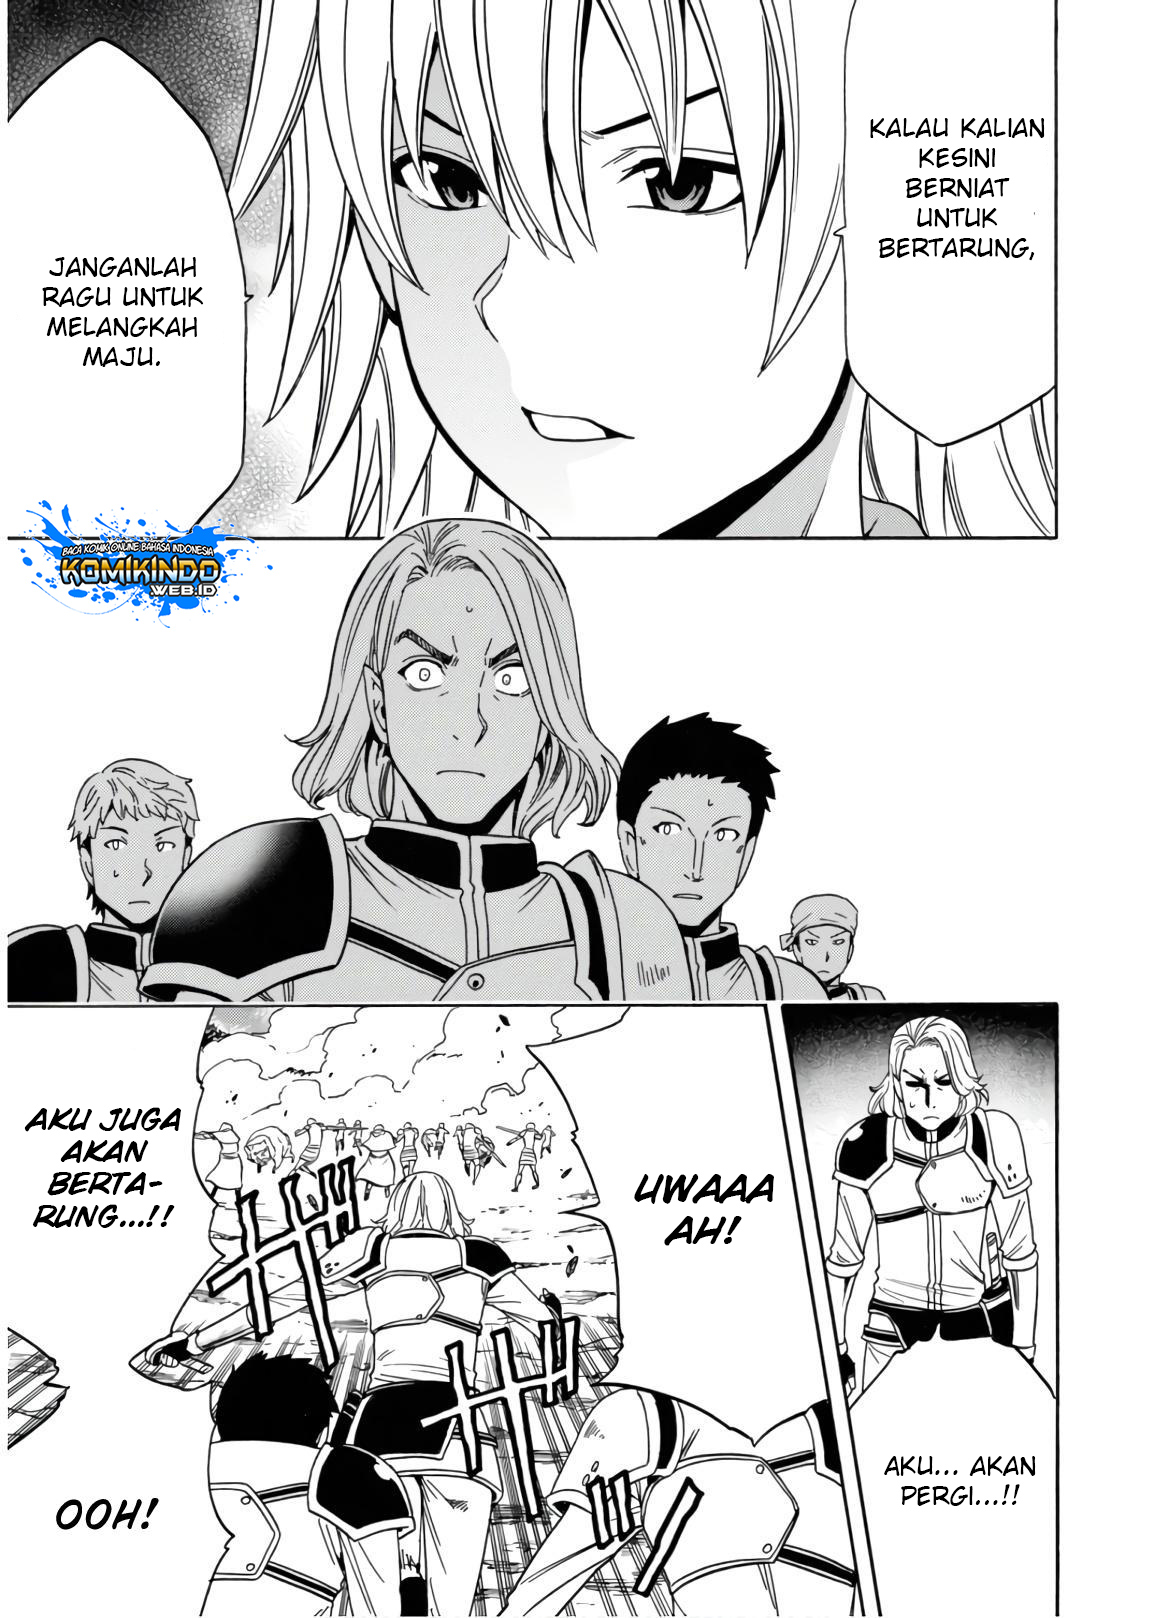 KALAU KALIAN
KESINI
BERNIAT
UNTUK
BERTARUNG,
JANGANLAH
RAGU UNTUK
MELANGKAH
MAJU.
BACA KOMIK ONLINE BAHASA INDONESIA
KOMIKINDO
WEB.ID
AKU... AKAN
PERGI...!!
UWAAA
AH!
AKU JUGA
AKAN
BERTA-
RUNG...!!
OOH!